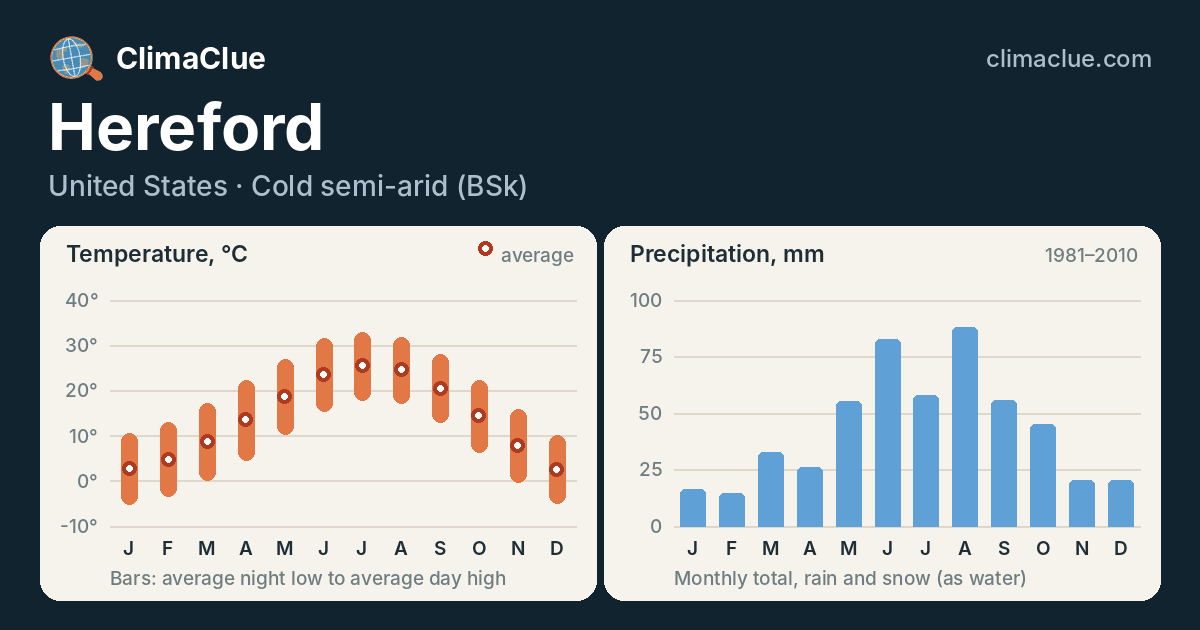 ClimaClue
climaclue.com
Hereford
United States · Cold semi-arid (BSk)
Temperature, °C
average
40°
30°
20°
10°
0°
-10°
J F M A M J J A S O N D
Bars: average night low to average day high
Precipitation, mm
1981–2010
100
75
50
25
0
J F M A M J J A S O N D
Monthly total, rain and snow (as water)